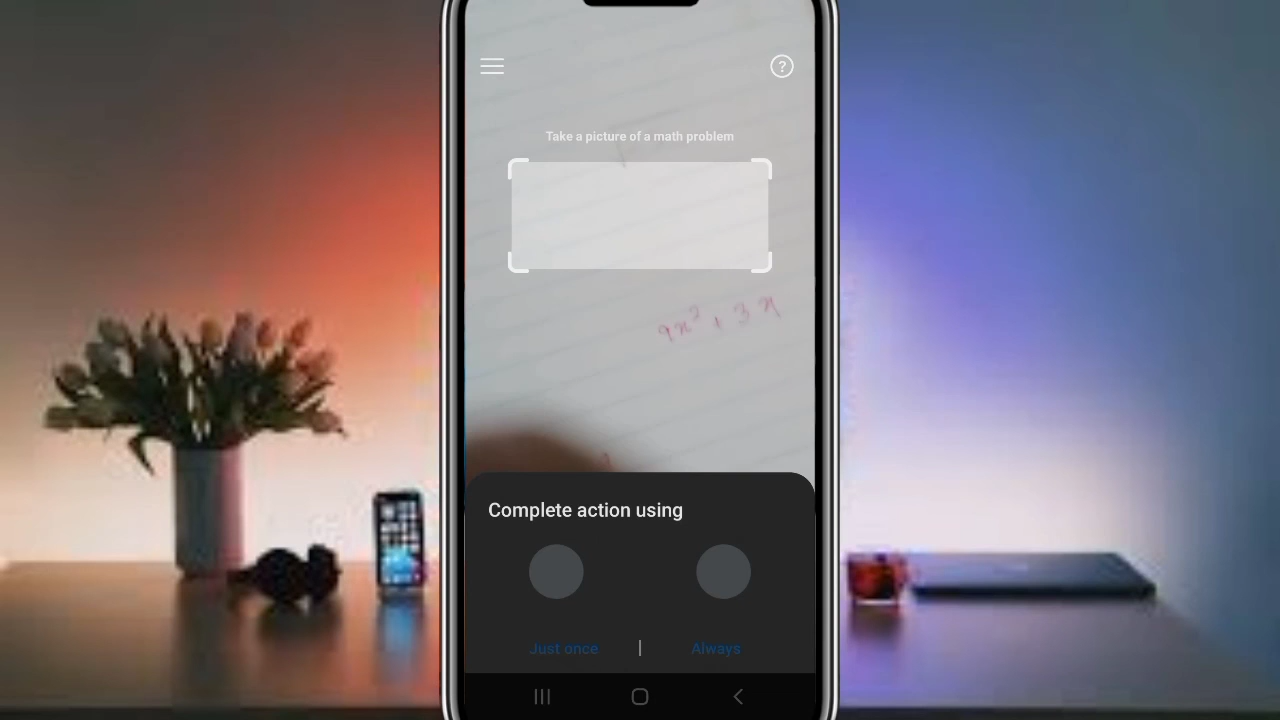 ?
Take a picture of a math problem
9x² + 3x
Complete action using
Just once | Always